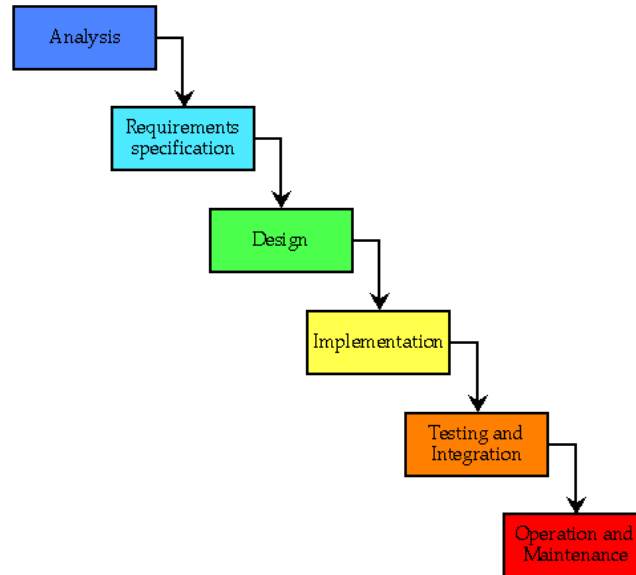 Analysis
Requirements
specification
Design
Implementation
Testing and
Integration
Operation and
Maintenance